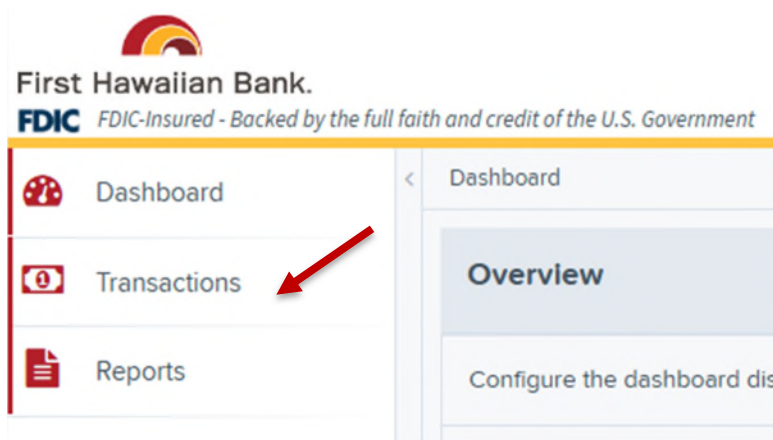 First Hawaiian Bank.
FDIC FDIC-Insured - Backed by the full faith and credit of the U.S. Government
Dashboard
Transactions
Reports
< Dashboard
Overview
Configure the dashboard dis